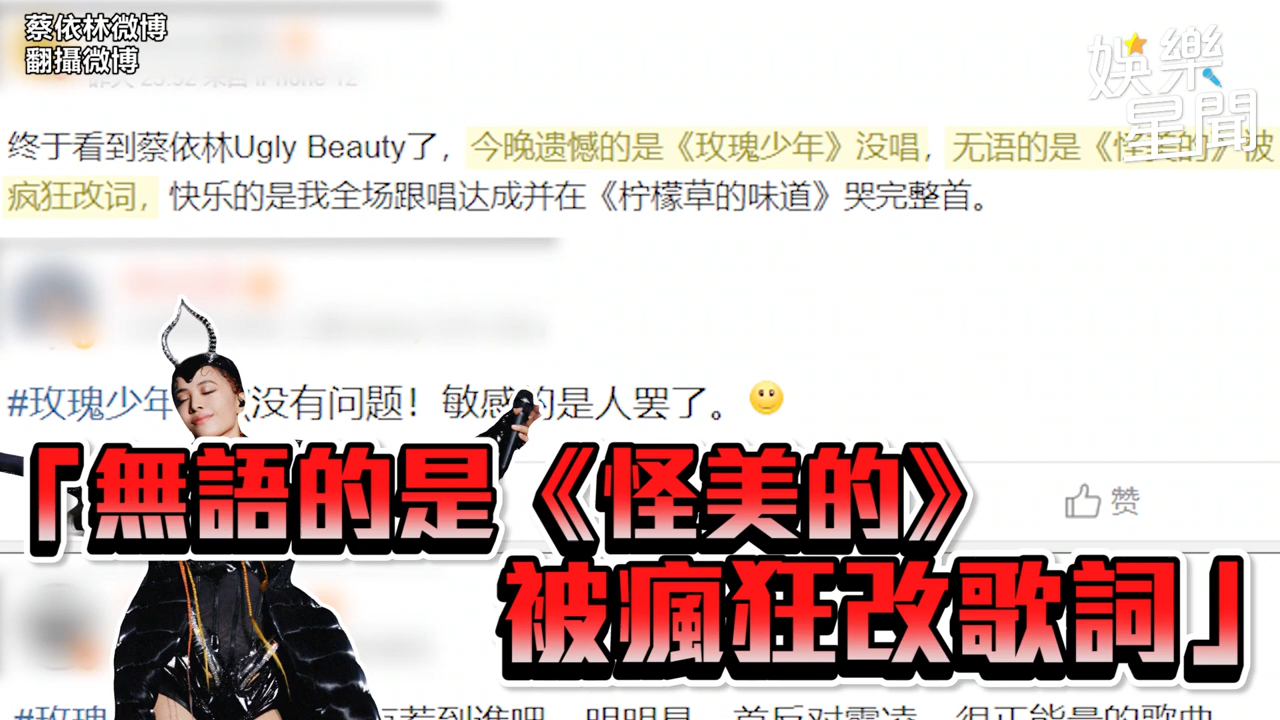 蔡依林微博
翻攝微博
娛樂
星聞
终于看到蔡依林Ugly Beauty了，今晚遗憾的是《玫瑰少年》没唱，无语的是《怪美的》被
疯狂改词，快乐的是我全场跟唱达成并在《柠檬草的味道》哭完整首。
#玫瑰少年 没有问题！敏感的是人罢了。
「無語的是《怪美的》
赞
被瘋狂改歌詞」
#玫瑰